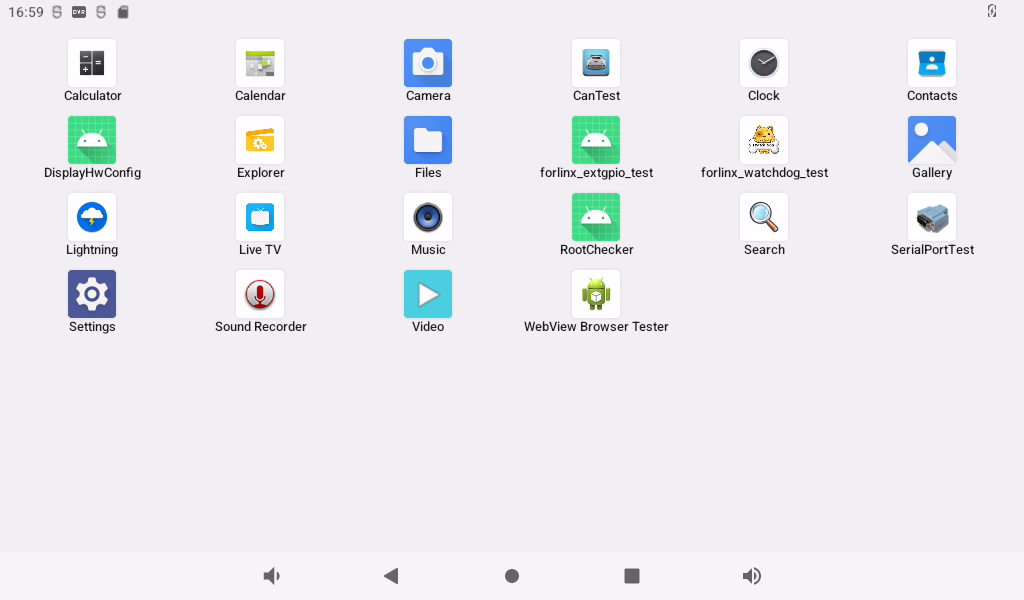 16:59 DVR
Calculator Calendar Camera CanTest Clock Contacts
DisplayHwConfig Explorer Files forlinx_extgpio_test forlinx_watchdog_test Gallery
Lightning Live TV Music RootChecker Search SerialPortTest
Settings Sound Recorder Video WebView Browser Tester